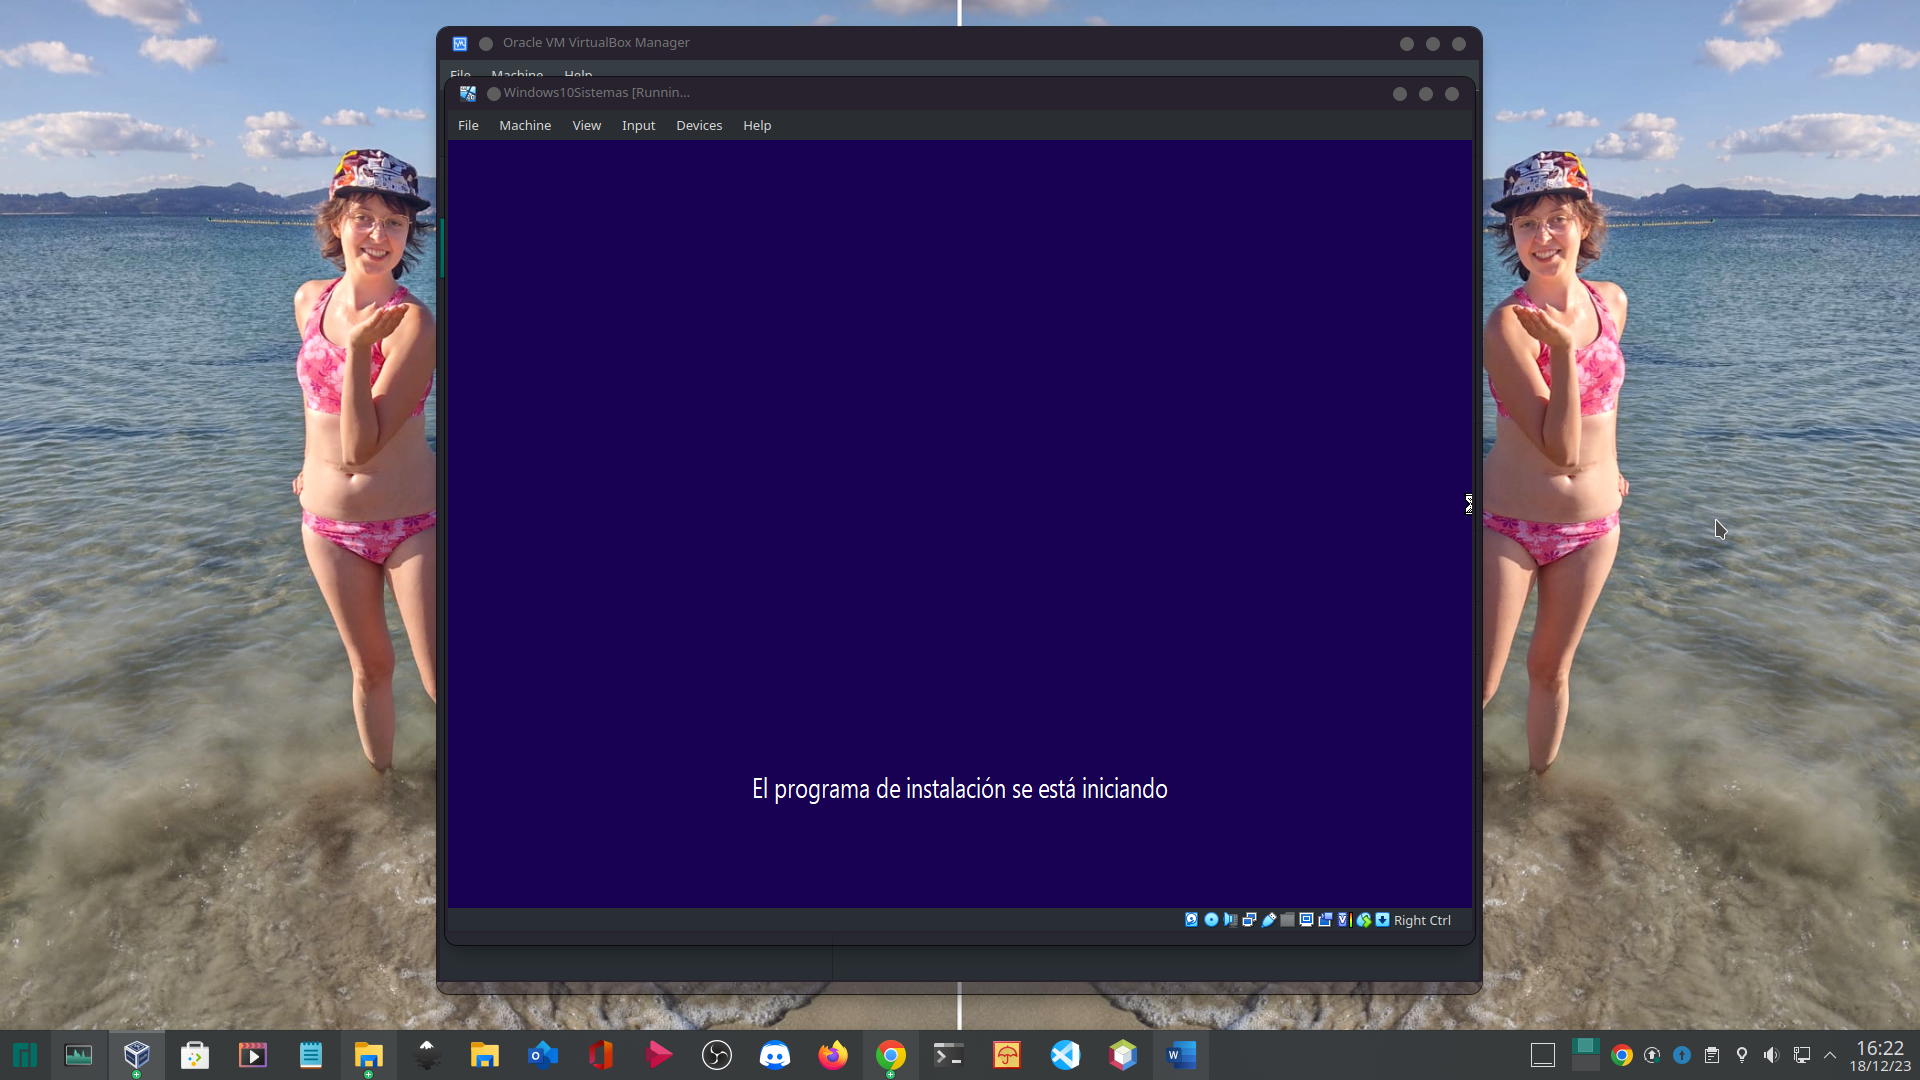 Oracle VM VirtualBox Manager
File Machine Help
Windows10Sistemas [Runnin...
File Machine View Input Devices Help
El programa de instalación se está iniciando
Right Ctrl
16:22
18/12/23